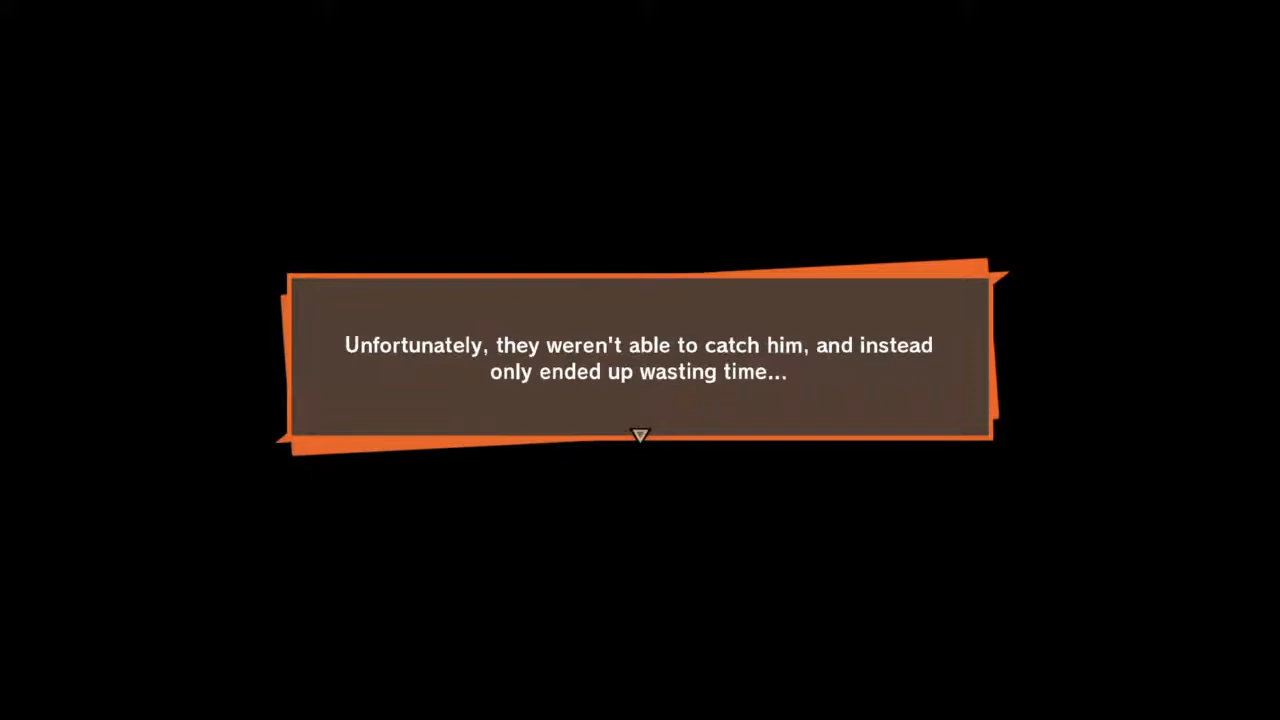 Unfortunately, they weren't able to catch him, and instead
only ended up wasting time...